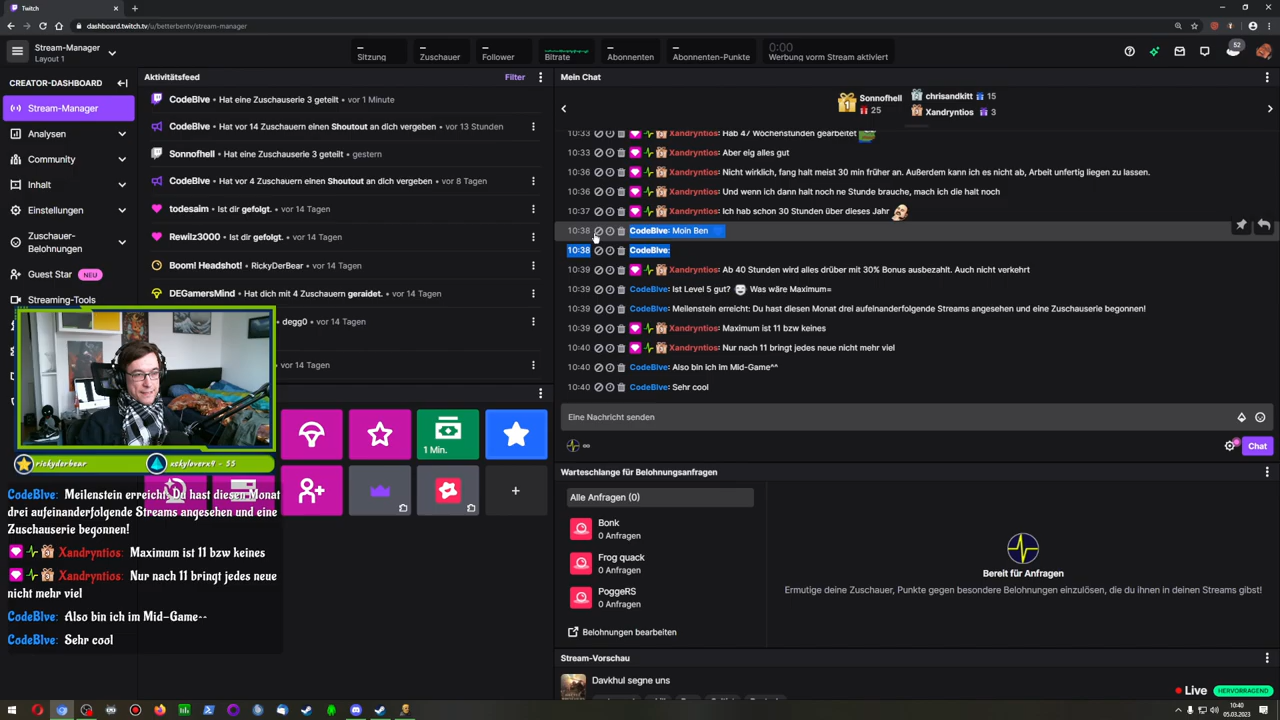 Twitch
dashboard.twitch.tv/u/betterbentv/stream-manager
Stream-Manager
Layout 1
–
Sitzung
–
Zuschauer
–
Follower
Bitrate
–
Abonnenten
–
Abonnenten-Punkte
0:00
Werbung vorm Stream aktiviert
52
CREATOR-DASHBOARD
Stream-Manager
Analysen
Community
Inhalt
Einstellungen
Zuschauer-
Belohnungen
Guest Star NEU
Streaming-Tools
Aktivitätsfeed
Filter
CodeBlve Hat eine Zuschauserie 3 geteilt • vor 1 Minute
CodeBlve Hat vor 14 Zuschauern einen Shoutout an dich vergeben • vor 13 Stunden
Sonnofhell Hat eine Zuschauserie 3 geteilt • gestern
CodeBlve Hat vor 4 Zuschauern einen Shoutout an dich vergeben • vor 8 Tagen
todesaim Ist dir gefolgt. • vor 14 Tagen
Rewilz3000 Ist dir gefolgt. • vor 14 Tagen
Boom! Headshot! • RickyDerBear • vor 14 Tagen
DEGamersMind Hat dich mit 4 Zuschauern geraidet. • vor 14 Tagen
degg0 • vor 14 Tagen
• vor 14 Tagen
1 Min.
rickyderbear
xskyloverx4 - 55
CodeBlve: Meilenstein erreicht: Du hast diesen Monat
drei aufeinanderfolgende Streams angesehen und eine
Zuschauserie begonnen!
Xandryntios: Maximum ist 11 bzw keines
Xandryntios: Nur nach 11 bringt jedes neue
nicht mehr viel
CodeBlve: Also bin ich im Mid-Game^^
CodeBlve: Sehr cool
Mein Chat
1
Sonnofhell
25
chrisandkitt 15
Xandryntios 3
10:33 Xandryntios: Hab 47 Wochenstunden gearbeitet
10:33 Xandryntios: Aber eig alles gut
10:36 Xandryntios: Nicht wirklich, fang halt meist 30 min früher an. Außerdem kann ich es nicht ab, Arbeit unfertig liegen zu lassen.
10:36 Xandryntios: Und wenn ich dann halt noch ne Stunde brauche, mach ich die halt noch
10:37 Xandryntios: Ich hab schon 30 Stunden über dieses Jahr
10:38 CodeBlve: Moin Ben
10:38 CodeBlve:
10:39 Xandryntios: Ab 40 Stunden wird alles drüber mit 30% Bonus ausbezahlt. Auch nicht verkehrt
10:39 CodeBlve: Ist Level 5 gut? Was wäre Maximum=
10:39 CodeBlve: Meilenstein erreicht: Du hast diesen Monat drei aufeinanderfolgende Streams angesehen und eine Zuschauserie begonnen!
10:39 Xandryntios: Maximum ist 11 bzw keines
10:40 Xandryntios: Nur nach 11 bringt jedes neue nicht mehr viel
10:40 CodeBlve: Also bin ich im Mid-Game^^
10:40 CodeBlve: Sehr cool
Eine Nachricht senden
∞
Chat
Warteschlange für Belohnungsanfragen
Alle Anfragen (0)
Bonk
0 Anfragen
Frog quack
0 Anfragen
PoggeRS
0 Anfragen
Belohnungen bearbeiten
Bereit für Anfragen
Ermutige deine Zuschauer, Punkte gegen besondere Belohnungen einzulösen, die du ihnen in deinen Streams gibst!
Stream-Vorschau
Davkhul segne uns
Live HERVORRAGEND
10:40
05.03.2023